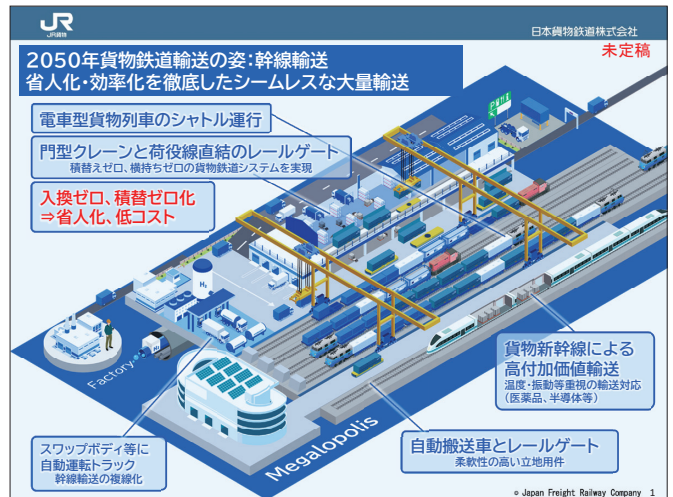 JR
JR貨物
日本貨物鉄道株式会社
未定稿
2050年貨物鉄道輸送の姿:幹線輸送
省人化・効率化を徹底したシームレスな大量輸送
電車型貨物列車のシャトル運行
門型クレーンと荷役線直結のレールゲート
積替えゼロ、横持ちゼロの貨物鉄道システムを実現
入換ゼロ、積替ゼロ化
⇒省人化、低コスト
H2
Factory
Megalopolis
貨物新幹線による
高付加価値輸送
温度・振動等重視の輸送対応
(医薬品、半導体等)
スワップボディ等に
自動運転トラック
幹線輸送の複線化
自動搬送車とレールゲート
柔軟性の高い立地用件
© Japan Freight Railway Company 1